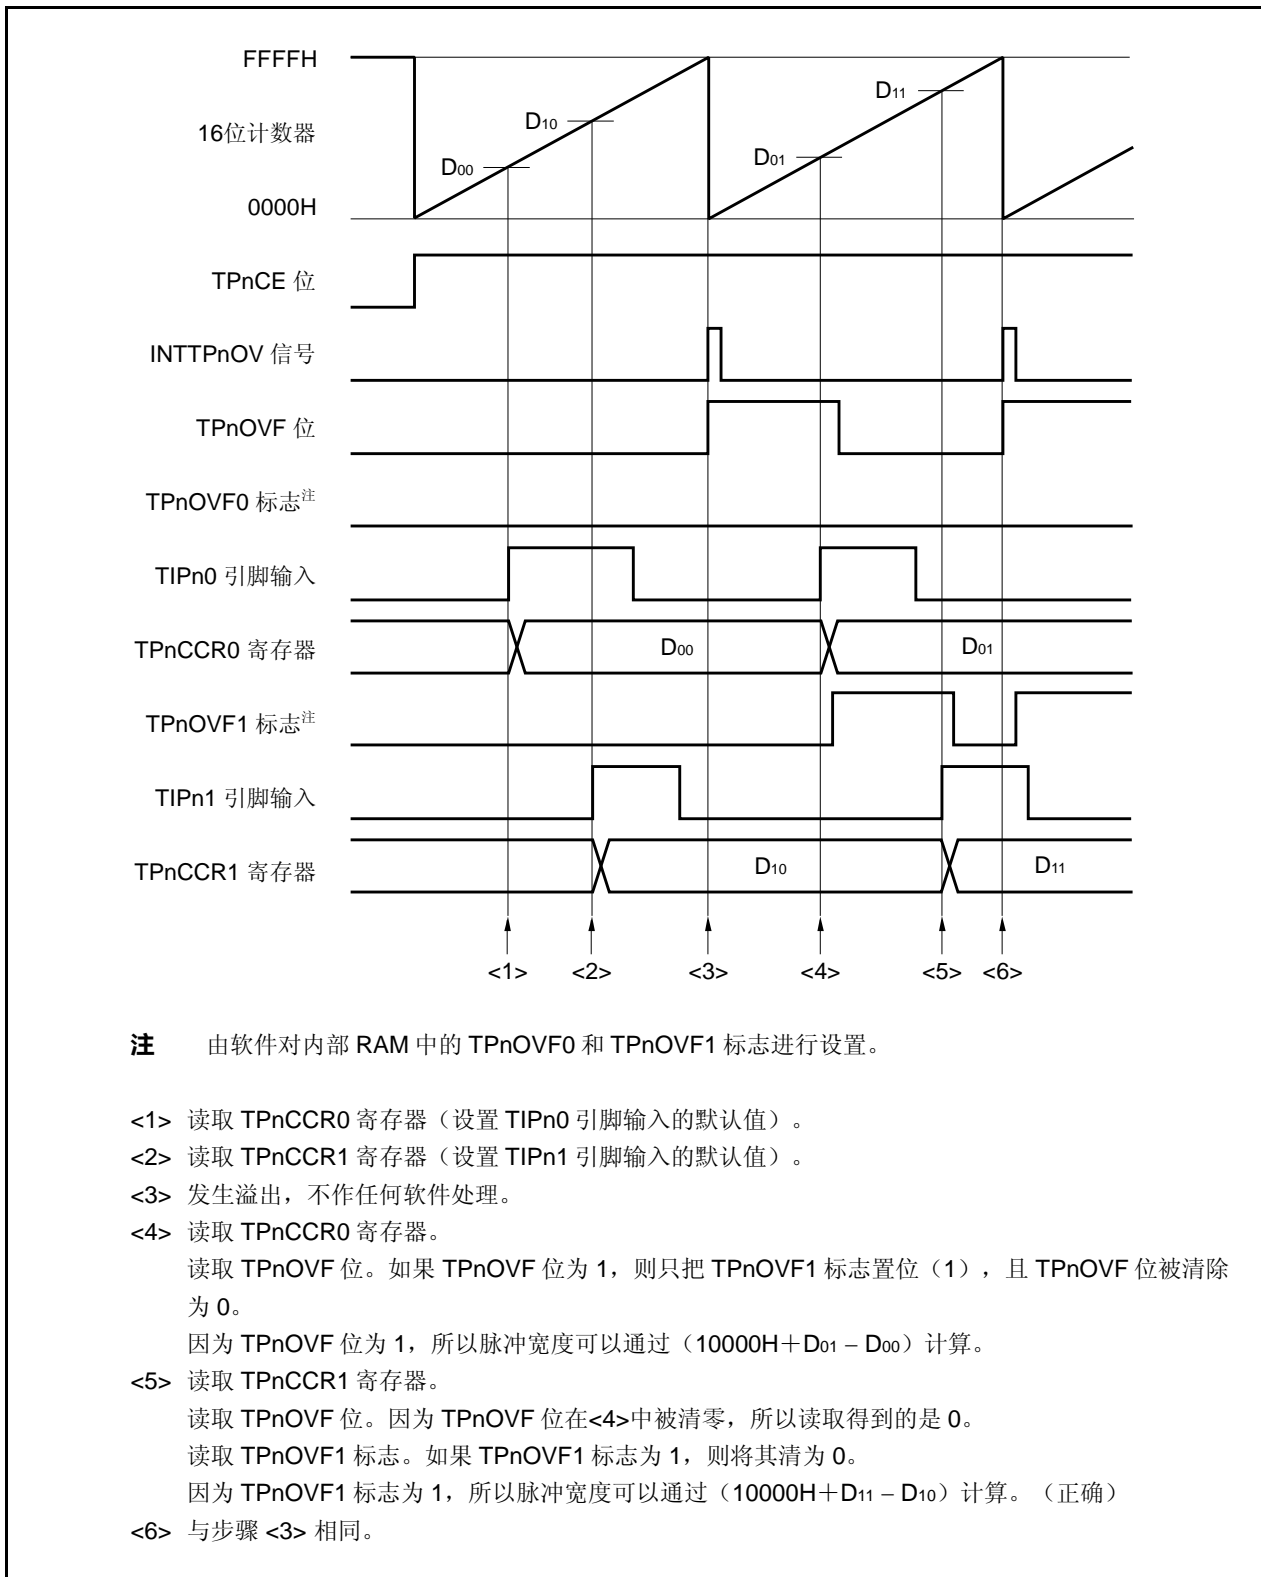 FFFFH
16位计数器
0000H
D00
D10
D01
D11
TPnCE 位
INTTPnOV 信号
TPnOVF 位
TPnOVF0 标志注
TIPn0 引脚输入
TPnCCR0 寄存器
D00
D01
TPnOVF1 标志注
TIPn1 引脚输入
TPnCCR1 寄存器
D10
D11
<1> <2> <3> <4> <5> <6>
注 由软件对内部 RAM 中的 TPnOVF0 和 TPnOVF1 标志进行设置。
<1> 读取 TPnCCR0 寄存器（设置 TIPn0 引脚输入的默认值）。
<2> 读取 TPnCCR1 寄存器（设置 TIPn1 引脚输入的默认值）。
<3> 发生溢出，不作任何软件处理。
<4> 读取 TPnCCR0 寄存器。
读取 TPnOVF 位。如果 TPnOVF 位为 1，则只把 TPnOVF1 标志置位（1），且 TPnOVF 位被清除
为 0。
因为 TPnOVF 位为 1，所以脉冲宽度可以通过（10000H＋D01 – D00）计算。
<5> 读取 TPnCCR1 寄存器。
读取 TPnOVF 位。因为 TPnOVF 位在<4>中被清零，所以读取得到的是 0。
读取 TPnOVF1 标志。如果 TPnOVF1 标志为 1，则将其清为 0。
因为 TPnOVF1 标志为 1，所以脉冲宽度可以通过（10000H＋D11 – D10）计算。（正确）
<6> 与步骤 <3> 相同。